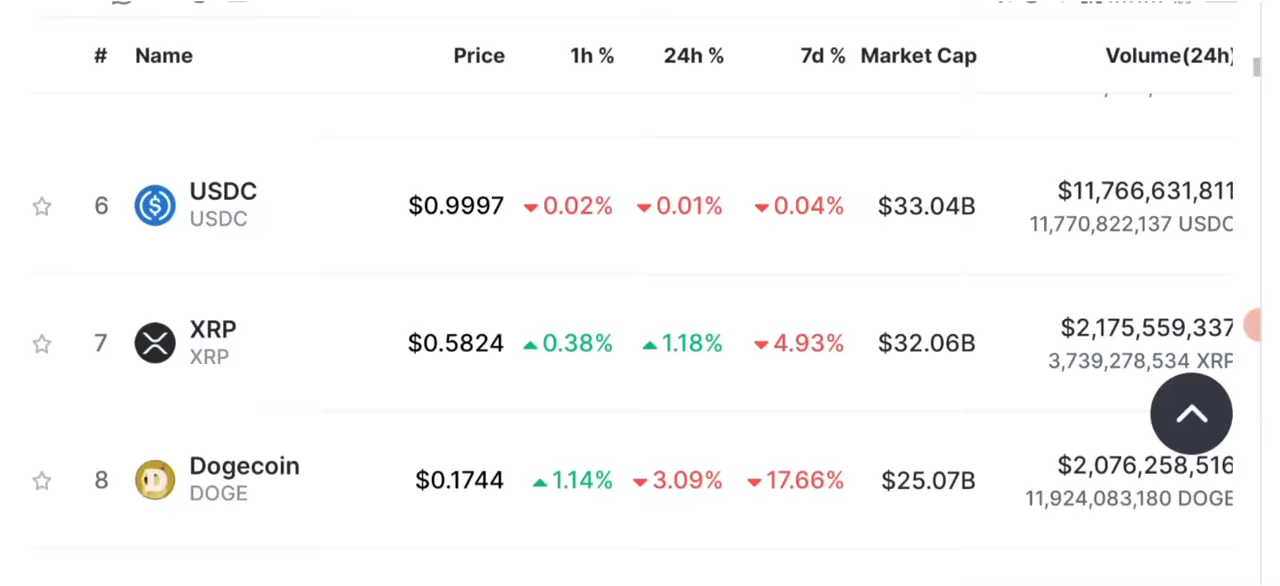 # Name Price 1h % 24h % 7d % Market Cap Volume(24h)
6 USDC $0.9997 0.02% 0.01% 0.04% $33.04B $11,766,631,811
USDC 11,770,822,137 USDC
7 XRP $0.5824 0.38% 1.18% 4.93% $32.06B $2,175,559,337
XRP 3,739,278,534 XRP
8 Dogecoin $0.1744 1.14% 3.09% 17.66% $25.07B $2,076,258,516
DOGE 11,924,083,180 DOGE